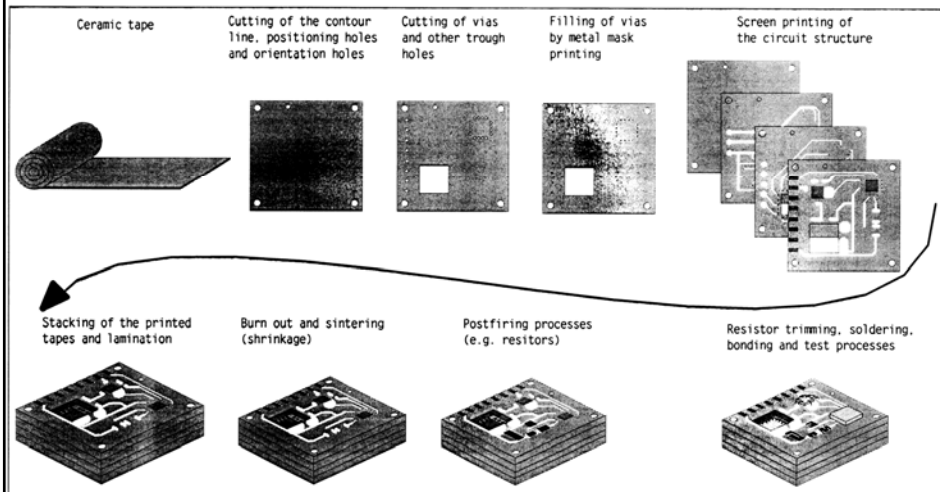 Ceramic tape
Cutting of the contour
line, positioning holes
and orientation holes
Cutting of vias
and other trough
holes
Filling of vias
by metal mask
printing
Screen printing of
the circuit structure
Stacking of the printed
tapes and lamination
Burn out and sintering
(shrinkage)
Postfiring processes
(e.g. resitors)
Resistor trimming, soldering,
bonding and test processes